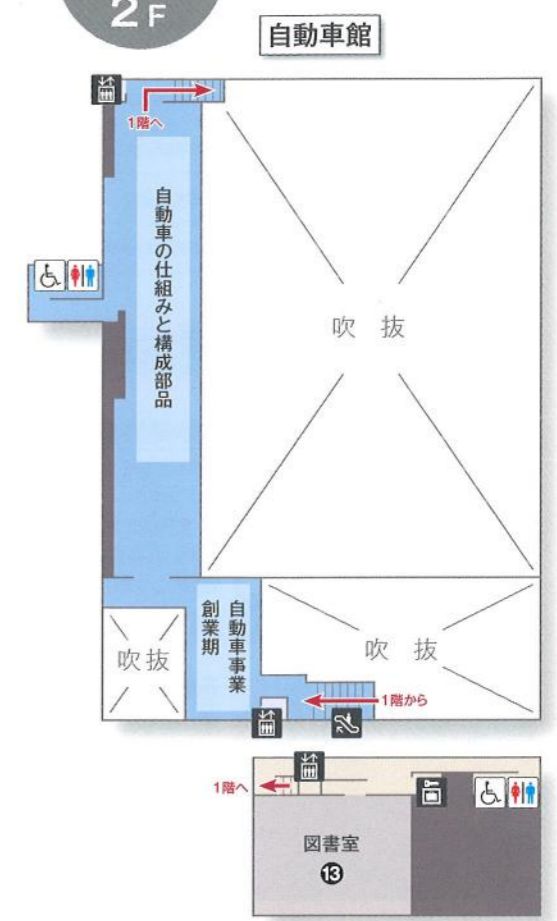 2F
自動車館
1階へ
自動車の仕組みと構成部品
吹 抜
自動車事業
創業期
吹抜
吹 抜
1階から
1階へ
図書室
13